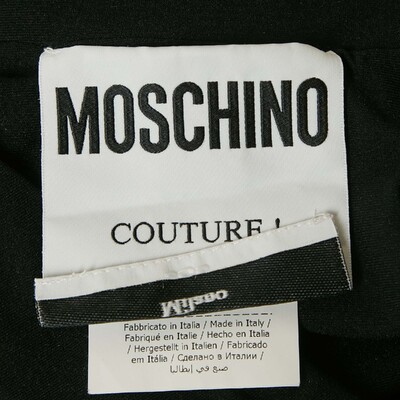 MOSCHINO
COUTURE !
Milano
Fabbricato in Italia / Made in Italy /
Fabriqué en Italie / Hecho en Italia
/ Hergestellt in Italien / Fabricado
em Itália / Сделано в Италии /
صنع في إيطاليا